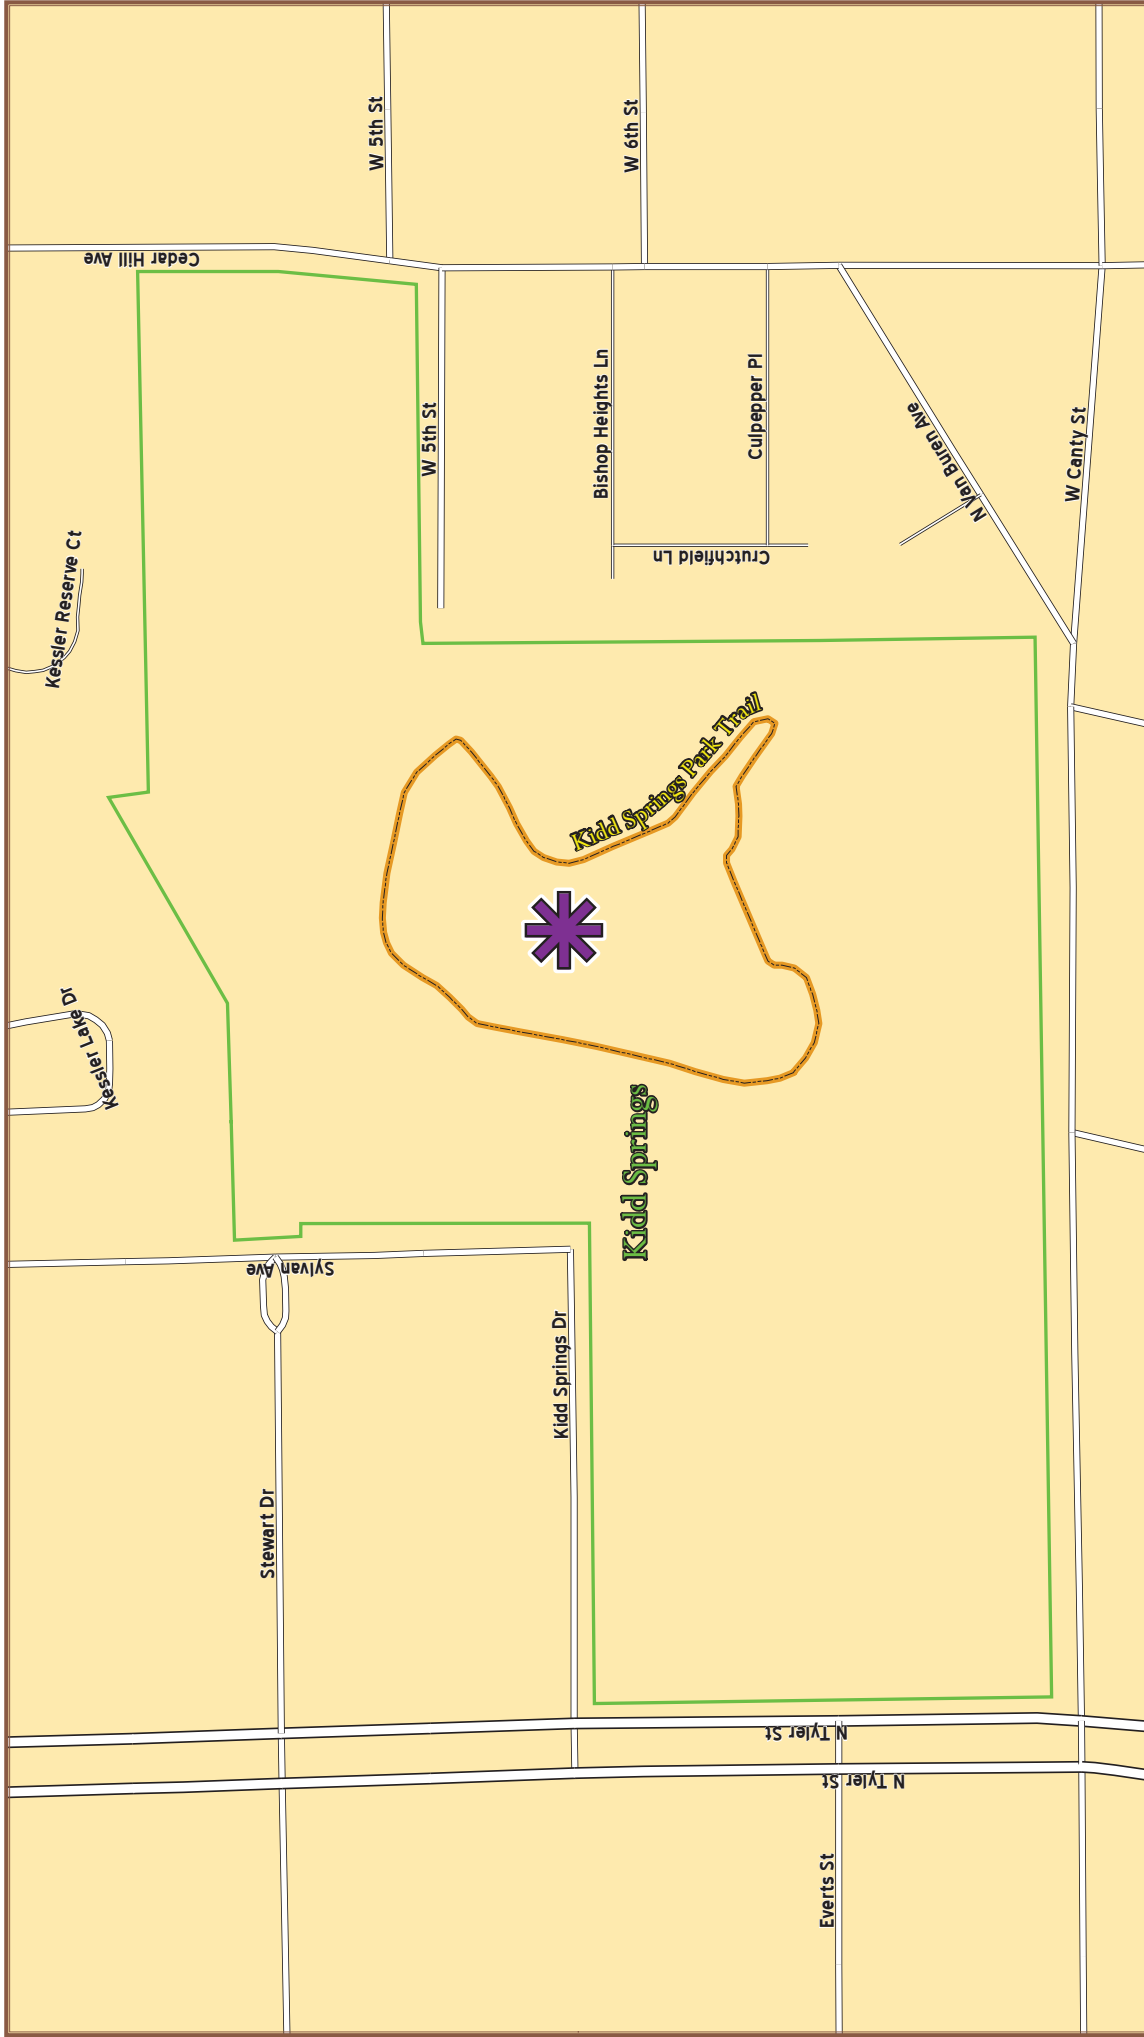 W 5th St
W 6th St
Cedar Hill Ave
W 5th St
Bishop Heights Ln
Culpepper Pl
N Van Buren Ave
W Canty St
Crutchfield Ln
Kessler Reserve Ct
Kidd Springs Park Trail
Kessler Lake Dr
Kidd Springs
Sylvan Ave
Kidd Springs Dr
Stewart Dr
N Tyler St
N Tyler St
Everts St